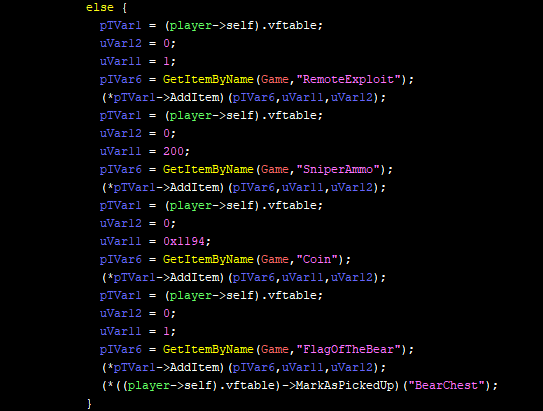 else {
pTVar1 = (player->self).vftable;
uVar12 = 0;
uVar11 = 1;
pIVar6 = GetItemByName(Game,"RemoteExploit");
(*pTVar1->AddItem)(pIVar6,uVar11,uVar12);
pTVar1 = (player->self).vftable;
uVar12 = 0;
uVar11 = 200;
pIVar6 = GetItemByName(Game,"SniperAmmo");
(*pTVar1->AddItem)(pIVar6,uVar11,uVar12);
pTVar1 = (player->self).vftable;
uVar12 = 0;
uVar11 = 0x1194;
pIVar6 = GetItemByName(Game,"Coin");
(*pTVar1->AddItem)(pIVar6,uVar11,uVar12);
pTVar1 = (player->self).vftable;
uVar12 = 0;
uVar11 = 1;
pIVar6 = GetItemByName(Game,"FlagOfTheBear");
(*pTVar1->AddItem)(pIVar6,uVar11,uVar12);
(*((player->self).vftable)->MarkAsPickedUp)("BearChest");
}